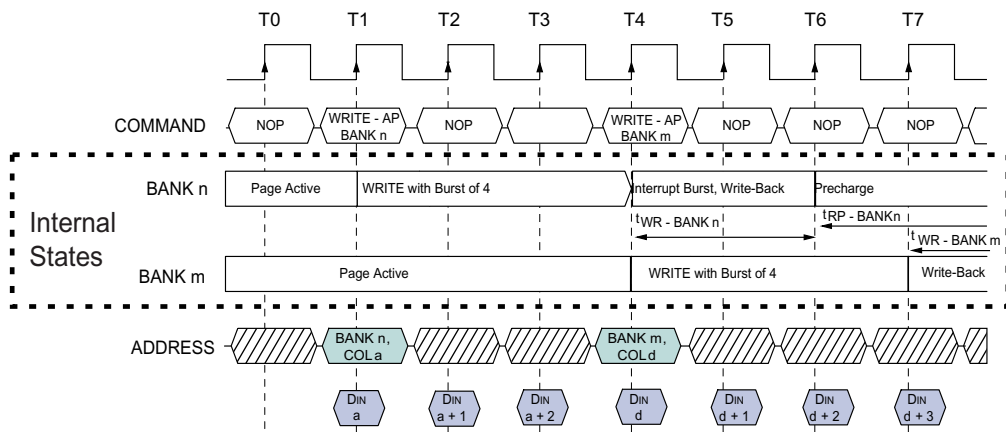 T0 T1 T2 T3 T4 T5 T6 T7
COMMAND NOP WRITE - AP BANK n NOP WRITE - AP BANK m NOP NOP NOP
Internal States
BANK n Page Active WRITE with Burst of 4 Interrupt Burst, Write-Back Precharge
tWR - BANK n tRP - BANK n
tWR - BANK m
BANK m Page Active WRITE with Burst of 4 Write-Back
ADDRESS BANK n, COL a BANK m, COL d
DIN a DIN a + 1 DIN a + 2 DIN d DIN d + 1 DIN d + 2 DIN d + 3